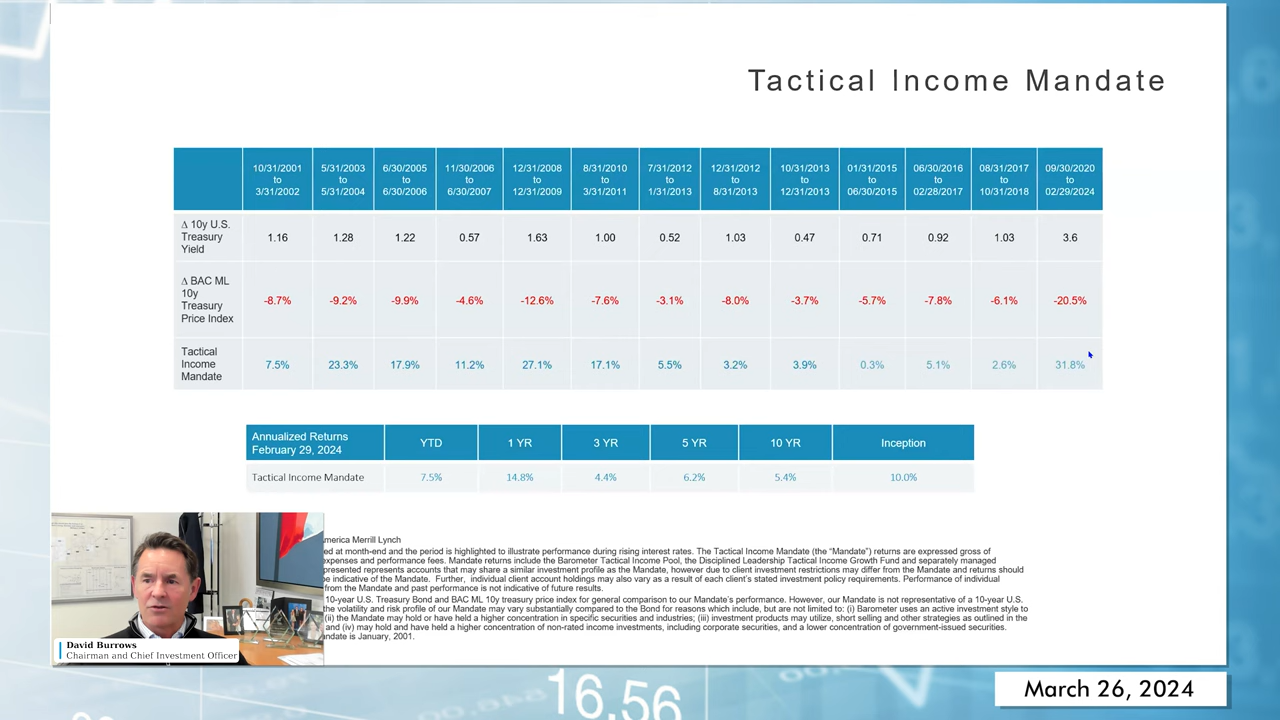 Tactical Income Mandate
10/31/2001 to 3/31/2002
5/31/2003 to 5/31/2004
6/30/2005 to 6/30/2006
11/30/2006 to 6/30/2007
12/31/2008 to 12/31/2009
8/31/2010 to 3/31/2011
7/31/2012 to 1/31/2013
12/31/2012 to 8/31/2013
10/31/2013 to 12/31/2013
01/31/2015 to 06/30/2015
06/30/2016 to 02/28/2017
08/31/2017 to 10/31/2018
09/30/2020 to 02/29/2024
Δ 10y U.S. Treasury Yield 1.16 1.28 1.22 0.57 1.63 1.00 0.52 1.03 0.47 0.71 0.92 1.03 3.6
Δ BAC ML 10y Treasury Price Index -8.7% -9.2% -9.9% -4.6% -12.6% -7.6% -3.1% -8.0% -3.7% -5.7% -7.8% -6.1% -20.5%
Tactical Income Mandate 7.5% 23.3% 17.9% 11.2% 27.1% 17.1% 5.5% 3.2% 3.9% 0.3% 5.1% 2.6% 31.8%
Annualized Returns February 29, 2024 YTD 1 YR 3 YR 5 YR 10 YR Inception
Tactical Income Mandate 7.5% 14.8% 4.4% 6.2% 5.4% 10.0%
merica Merrill Lynch
ed at month-end and the period is highlighted to illustrate performance during rising interest rates. The Tactical Income Mandate (the “Mandate”) returns are expressed gross of
expenses and performance fees. Mandate returns include the Barometer Tactical Income Pool, the Disciplined Leadership Tactical Income Growth Fund and separately managed
presented represents accounts that may share a similar investment profile as the Mandate, however due to client investment restrictions may differ from the Mandate and returns should
be indicative of the Mandate. Further, individual client account holdings may also vary as a result of each client's stated investment policy requirements. Performance of individual
from the Mandate and past performance is not indicative of future results.
10-year U.S. Treasury Bond and BAC ML 10y treasury price index for general comparison to our Mandate's performance. However, our Mandate is not representative of a 10-year U.S.
the volatility and risk profile of our Mandate may vary substantially compared to the Bond for reasons which include, but are not limited to: (i) Barometer uses an active investment style to
(ii) the Mandate may hold or have held a higher concentration in specific securities and industries; (iii) investment products may utilize, short selling and other strategies as outlined in the
and (iv) may hold and have held a higher concentration of non-rated income investments, including corporate securities, and a lower concentration of government-issued securities.
ndate is January, 2001.
David Burrows
Chairman and Chief Investment Officer
16,56
March 26, 2024